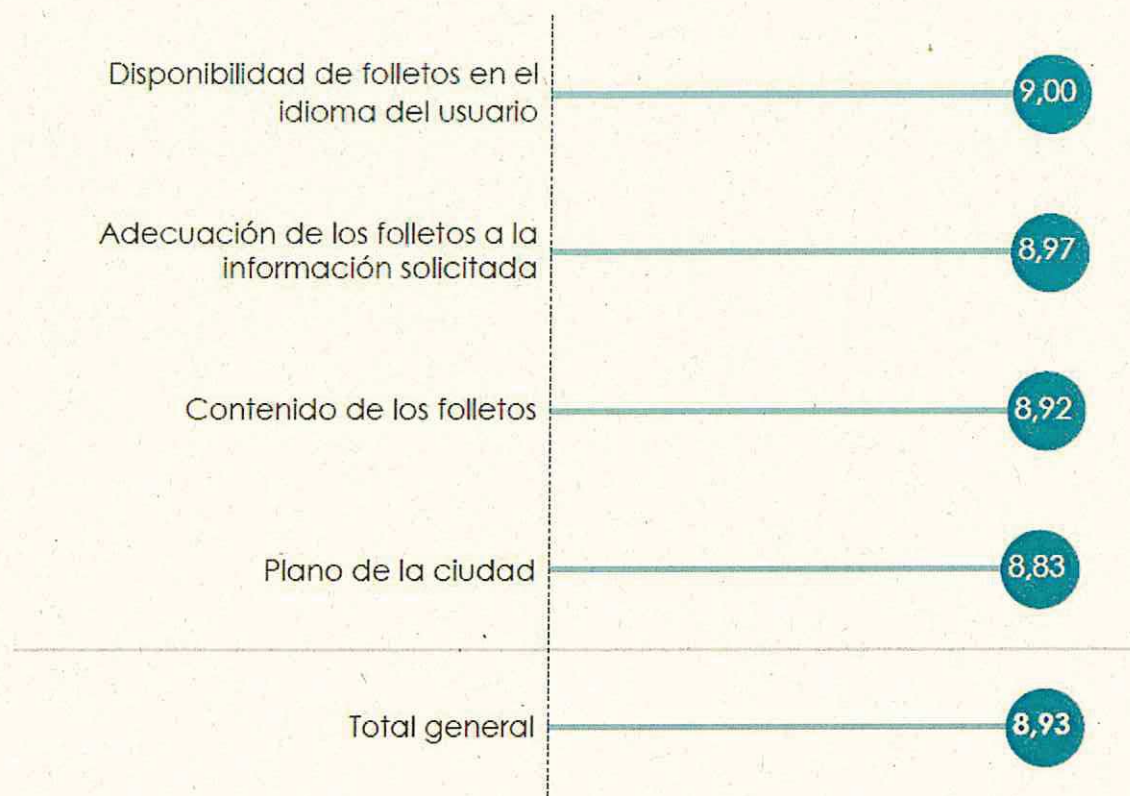 Disponibilidad de folletos en el
idioma del usuario
9,00
Adecuación de los folletos a la
información solicitada
8,97
Contenido de los folletos
8,92
Plano de la ciudad
8,83
Total general
8,93